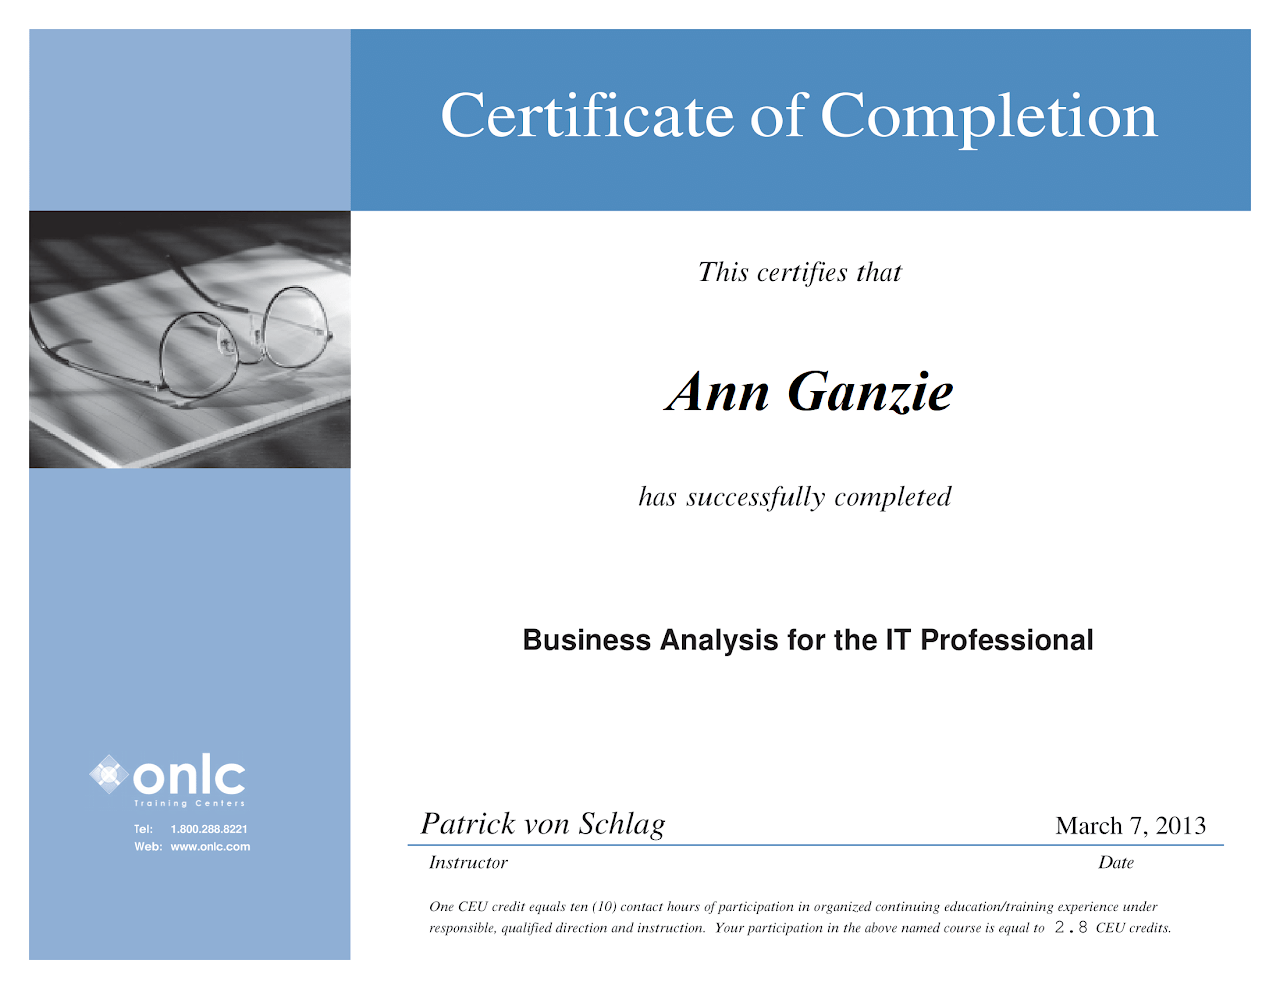 Certificate of Completion
This certifies that
Ann Ganzie
has successfully completed
Business Analysis for the IT Professional
onlc
Training Centers
Tel: 1.800.288.8221
Web: www.onlc.com
Patrick von Schlag March 7, 2013
Instructor Date
One CEU credit equals ten (10) contact hours of participation in organized continuing education/training experience under
responsible, qualified direction and instruction. Your participation in the above named course is equal to 2.8 CEU credits.